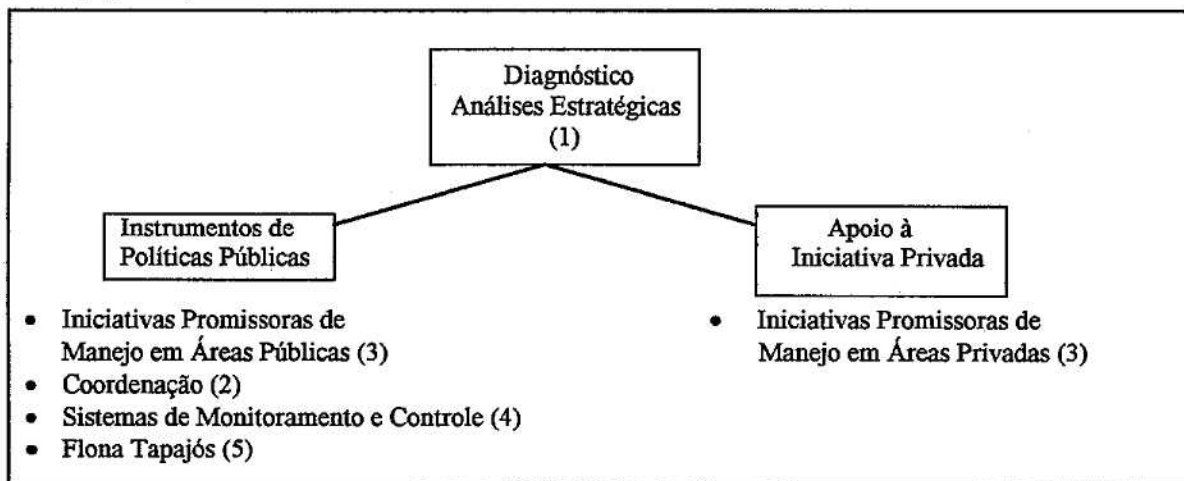 Diagnóstico
Análises Estratégicas
(1)
Instrumentos de
Políticas Públicas
Apoio à
Iniciativa Privada
• Iniciativas Promissoras de
Manejo em Áreas Públicas (3)
• Coordenação (2)
• Sistemas de Monitoramento e Controle (4)
• Flona Tapajós (5)
• Iniciativas Promissoras de
Manejo em Áreas Privadas (3)